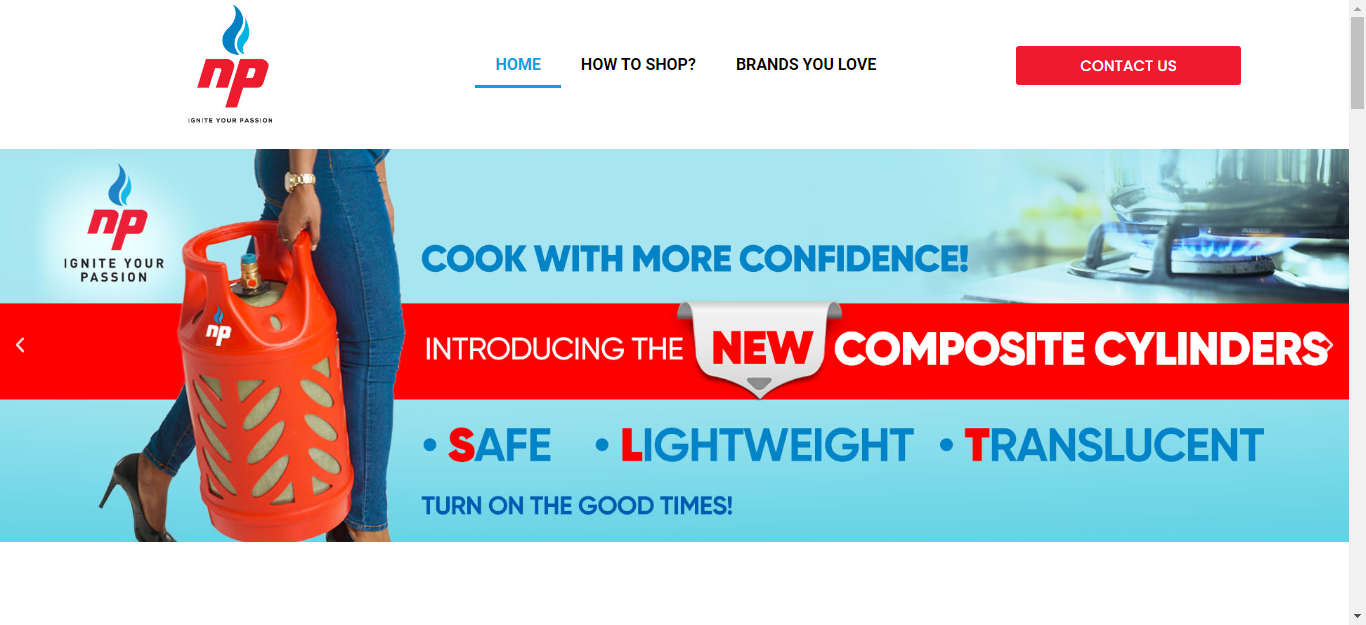 np
IGNITE YOUR PASSION
HOME
HOW TO SHOP?
BRANDS YOU LOVE
CONTACT US
np
IGNITE YOUR
PASSION
np
COOK WITH MORE CONFIDENCE!
INTRODUCING THE NEW COMPOSITE CYLINDERS
• SAFE • LIGHTWEIGHT • TRANSLUCENT
TURN ON THE GOOD TIMES!